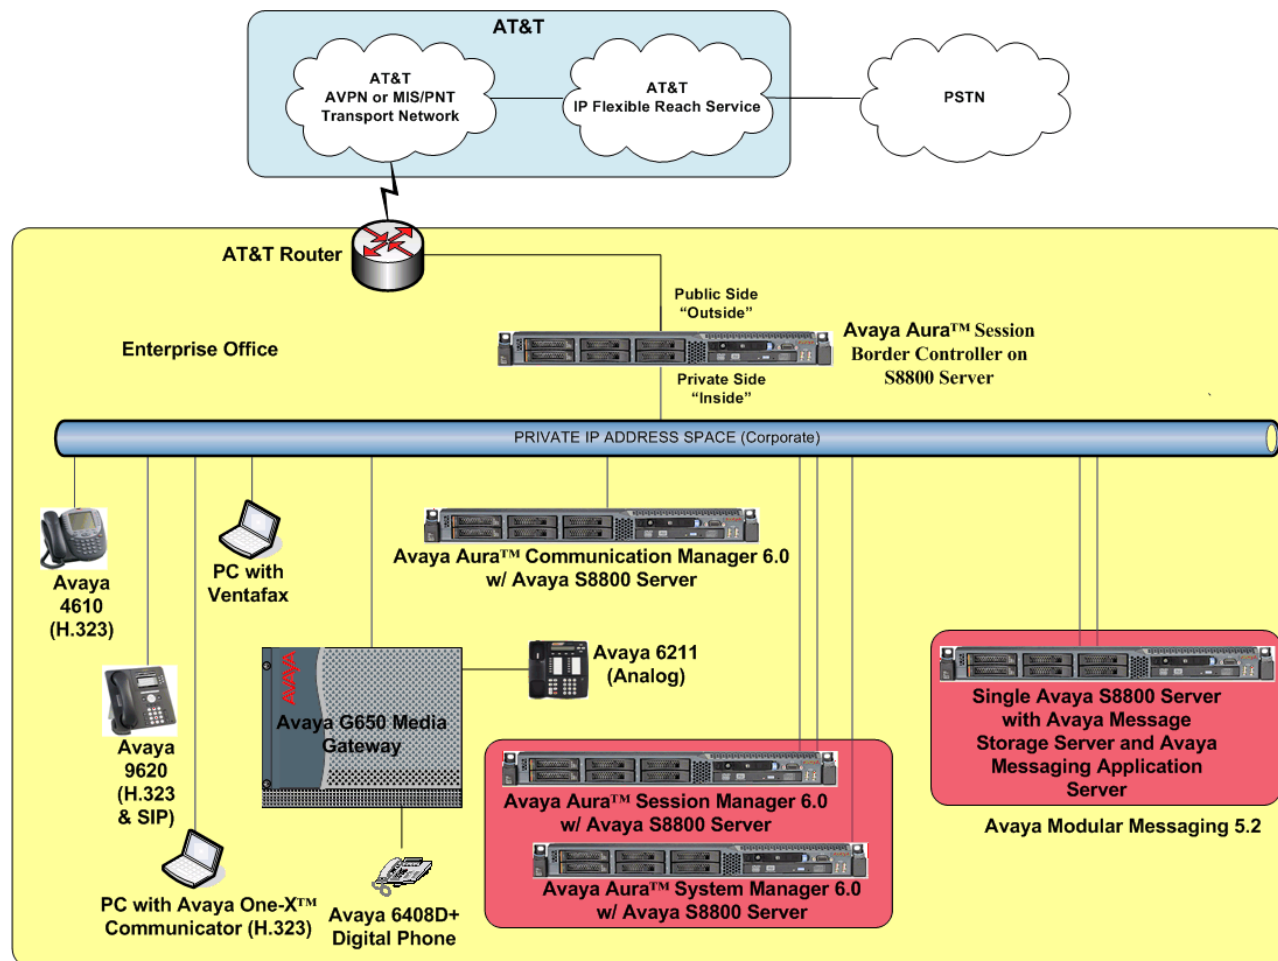 AT&T
AT&T
AVPN or MIS/PNT
Transport Network
AT&T
IP Flexible Reach Service
PSTN
AT&T Router
Public Side
“Outside”
Enterprise Office
Avaya Aura™ Session
Border Controller on
S8800 Server
Private Side
“Inside”
PRIVATE IP ADDRESS SPACE (Corporate)
Avaya
4610
(H.323)
PC with
Ventafax
Avaya Aura™ Communication Manager 6.0
w/ Avaya S8800 Server
Avaya
9620
(H.323
& SIP)
AVAYA
Avaya G650 Media
Gateway
Avaya 6211
(Analog)
Single Avaya S8800 Server
with Avaya Message
Storage Server and Avaya
Messaging Application
Server
Avaya Modular Messaging 5.2
Avaya Aura™ Session Manager 6.0
w/ Avaya S8800 Server
Avaya Aura™ System Manager 6.0
w/ Avaya S8800 Server
PC with Avaya One-X™
Communicator (H.323)
Avaya 6408D+
Digital Phone